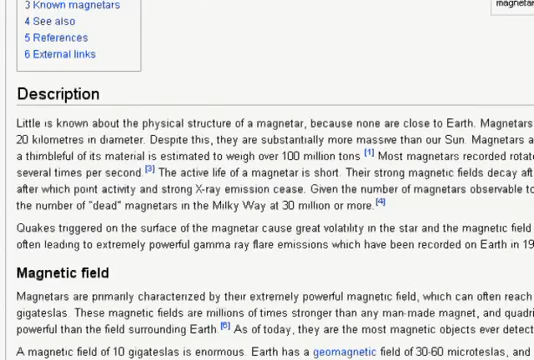 3 Known magnetars
4 See also
5 References
6 External links
magnetar
Description
Little is known about the physical structure of a magnetar, because none are close to Earth. Magnetars
20 kilometres in diameter. Despite this, they are substantially more massive than our Sun. Magnetars a
a thimbleful of its material is estimated to weigh over 100 million tons [1] Most magnetars recorded rotate
several times per second [3] The active life of a magnetar is short. Their strong magnetic fields decay aft
after which point activity and strong X-ray emission cease. Given the number of magnetars observable to
the number of "dead" magnetars in the Milky Way at 30 million or more.[4]
Quakes triggered on the surface of the magnetar cause great volatility in the star and the magnetic field
often leading to extremely powerful gamma ray flare emissions which have been recorded on Earth in 19
Magnetic field
Magnetars are primarily characterized by their extremely powerful magnetic field, which can often reach
gigateslas. These magnetic fields are millions of times stronger than any man-made magnet, and quadri
powerful than the field surrounding Earth [6] As of today, they are the most magnetic objects ever detect
A magnetic field of 10 gigateslas is enormous. Earth has a geomagnetic field of 30-60 microteslas, and